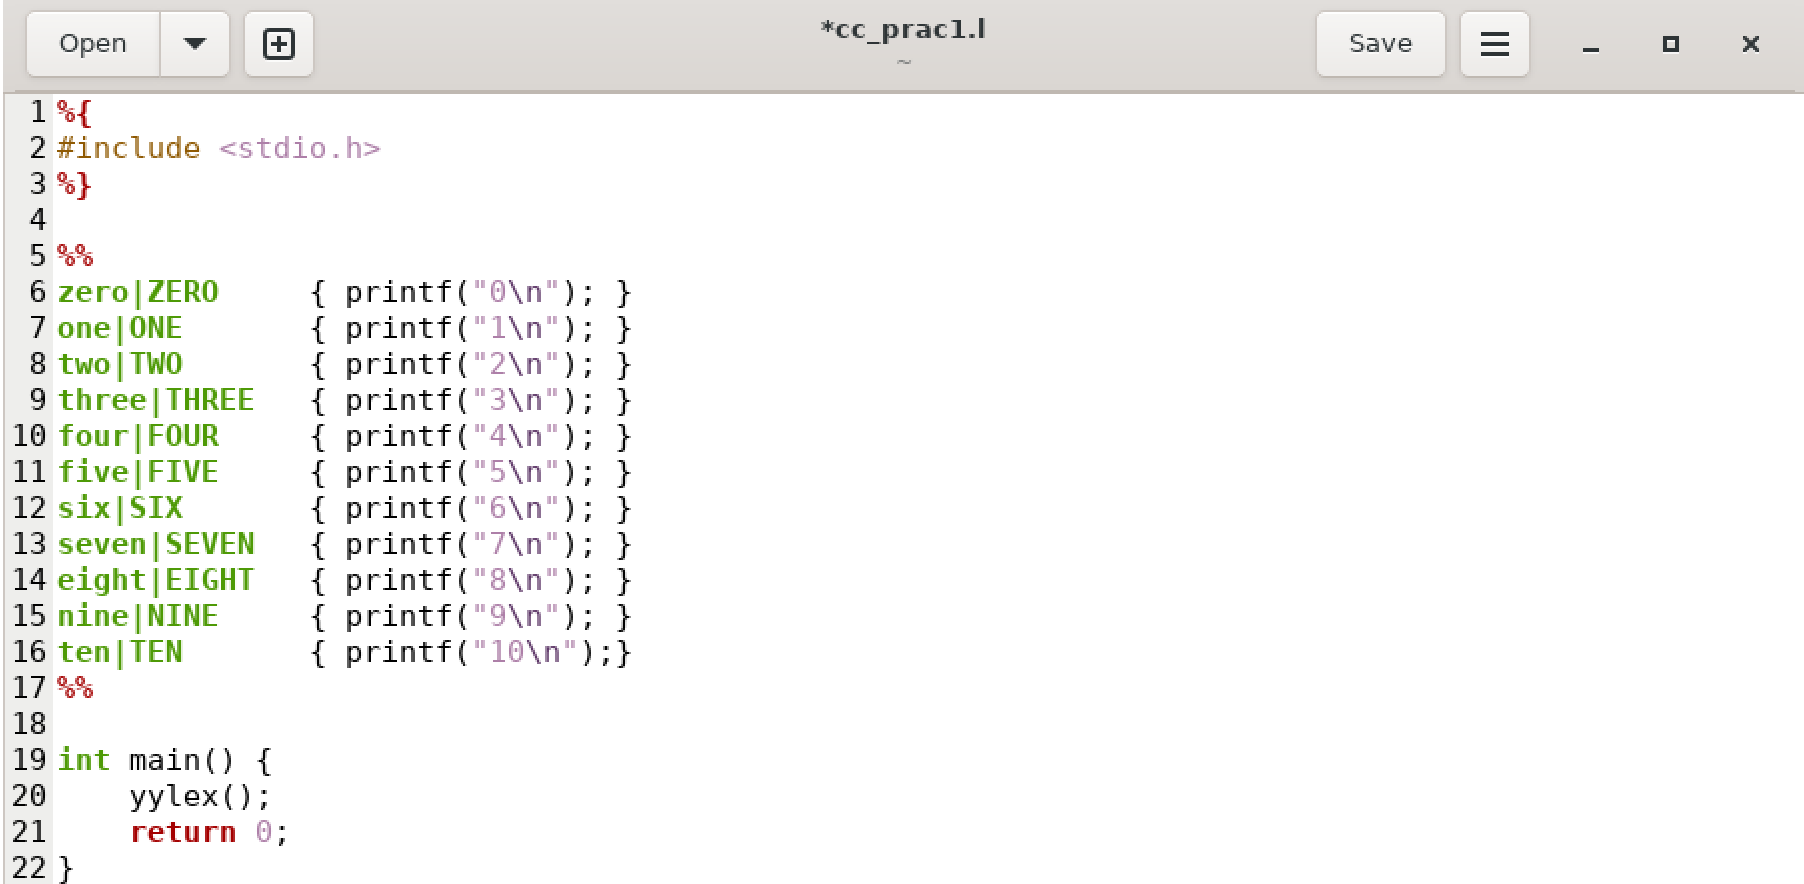 Open
*cc_prac1.l
~
Save
1 %{
2 #include <stdio.h>
3 %}
4
5 %%
6 zero|ZERO     { printf("0\n"); }
7 one|ONE       { printf("1\n"); }
8 two|TWO       { printf("2\n"); }
9 three|THREE   { printf("3\n"); }
10 four|FOUR     { printf("4\n"); }
11 five|FIVE     { printf("5\n"); }
12 six|SIX       { printf("6\n"); }
13 seven|SEVEN   { printf("7\n"); }
14 eight|EIGHT   { printf("8\n"); }
15 nine|NINE     { printf("9\n"); }
16 ten|TEN       { printf("10\n");}
17 %%
18
19 int main() {
20     yylex();
21     return 0;
22 }